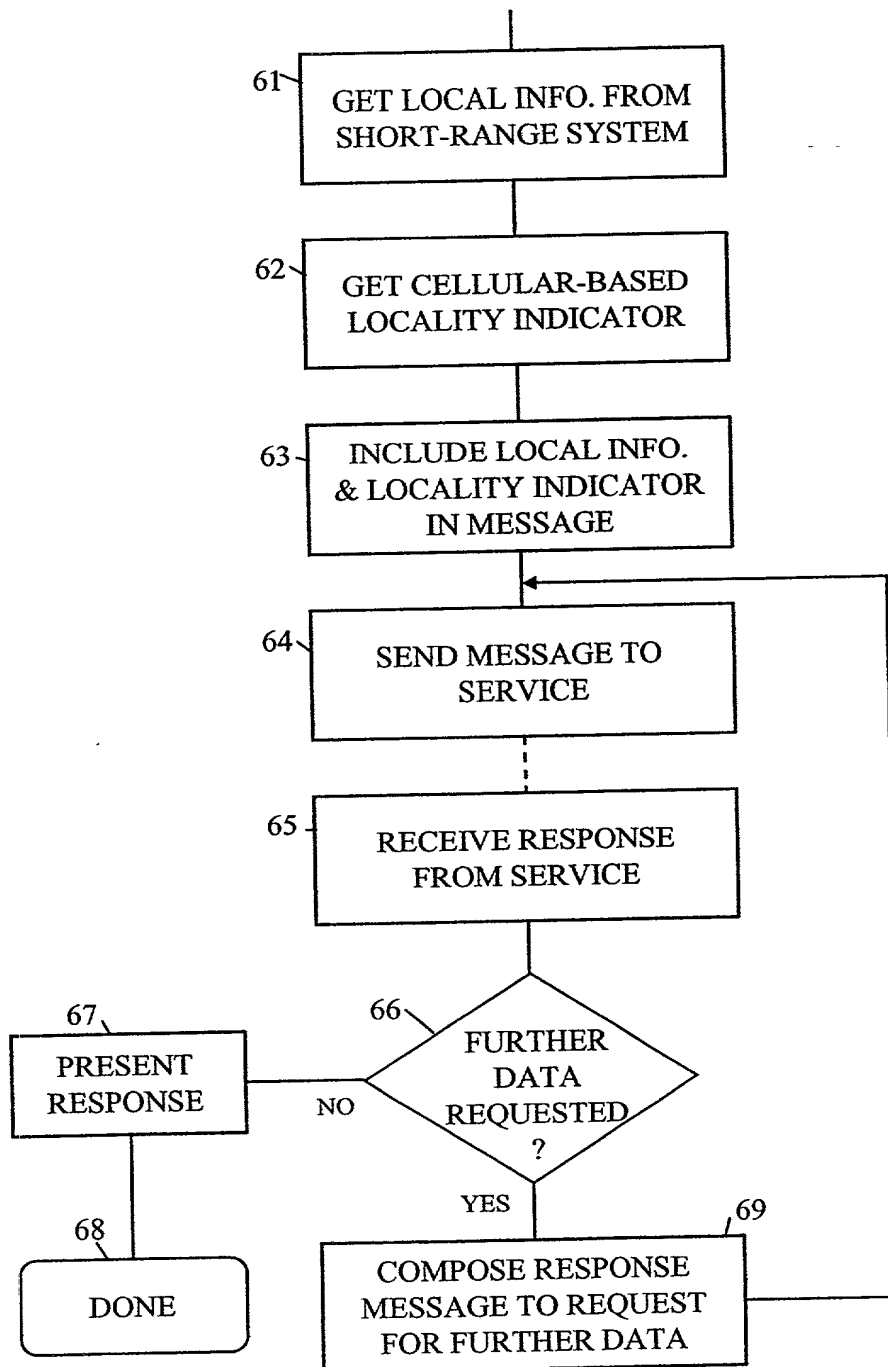 61
GET LOCAL INFO. FROM
SHORT-RANGE SYSTEM
62
GET CELLULAR-BASED
LOCALITY INDICATOR
63
INCLUDE LOCAL INFO.
& LOCALITY INDICATOR
IN MESSAGE
64
SEND MESSAGE TO
SERVICE
65
RECEIVE RESPONSE
FROM SERVICE
66
FURTHER
DATA
REQUESTED
?
NO
67
PRESENT
RESPONSE
68
DONE
YES
69
COMPOSE RESPONSE
MESSAGE TO REQUEST
FOR FURTHER DATA